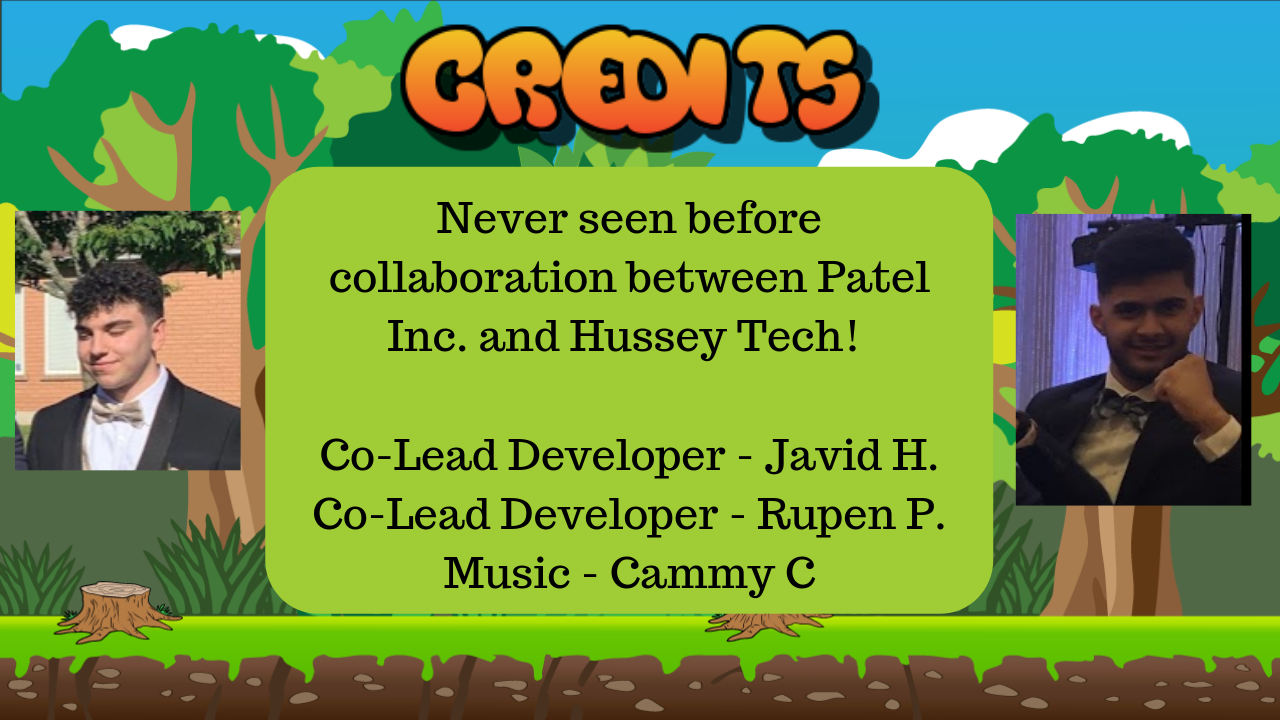 CREDITS
Never seen before
collaboration between Patel
Inc. and Hussey Tech!
Co-Lead Developer - Javid H.
Co-Lead Developer - Rupen P.
Music - Cammy C